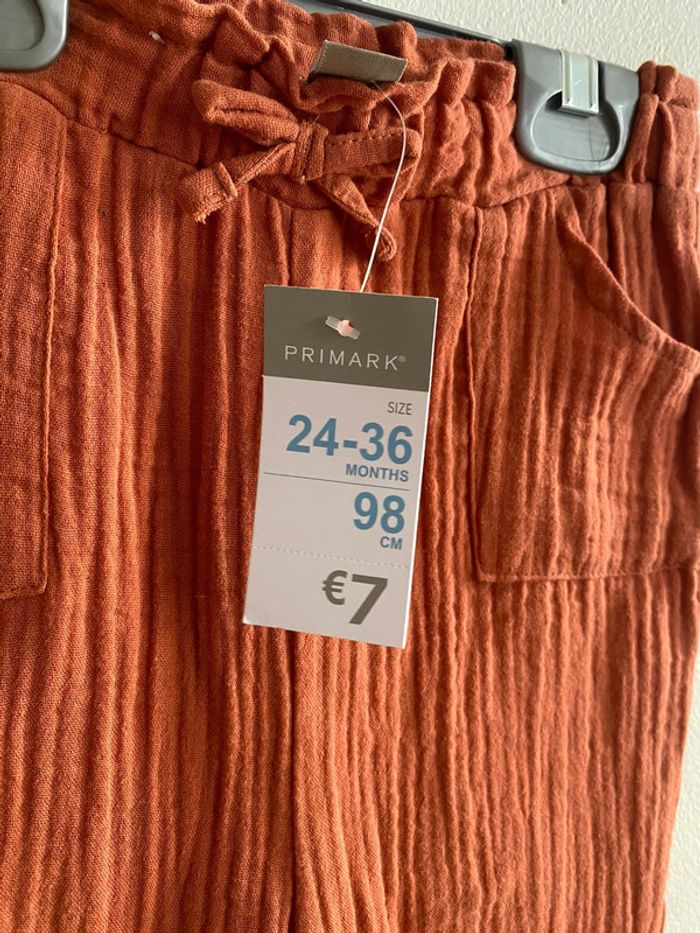 PRIMARK®
SIZE
24-36
MONTHS
98
CM
€7